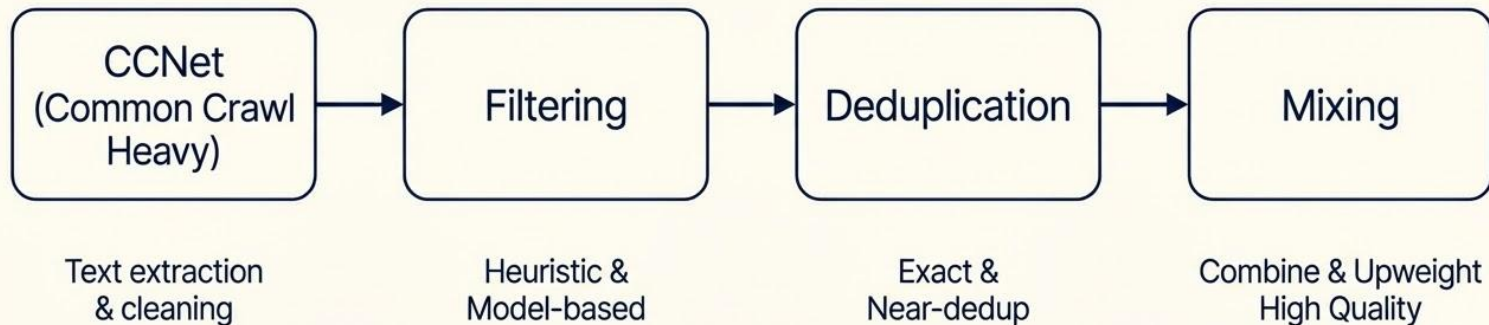 CCNet
(Common Crawl
Heavy)
Filtering
Deduplication
Mixing
Text extraction
& cleaning
Heuristic &
Model-based
Exact &
Near-dedup
Combine & Upweight
High Quality